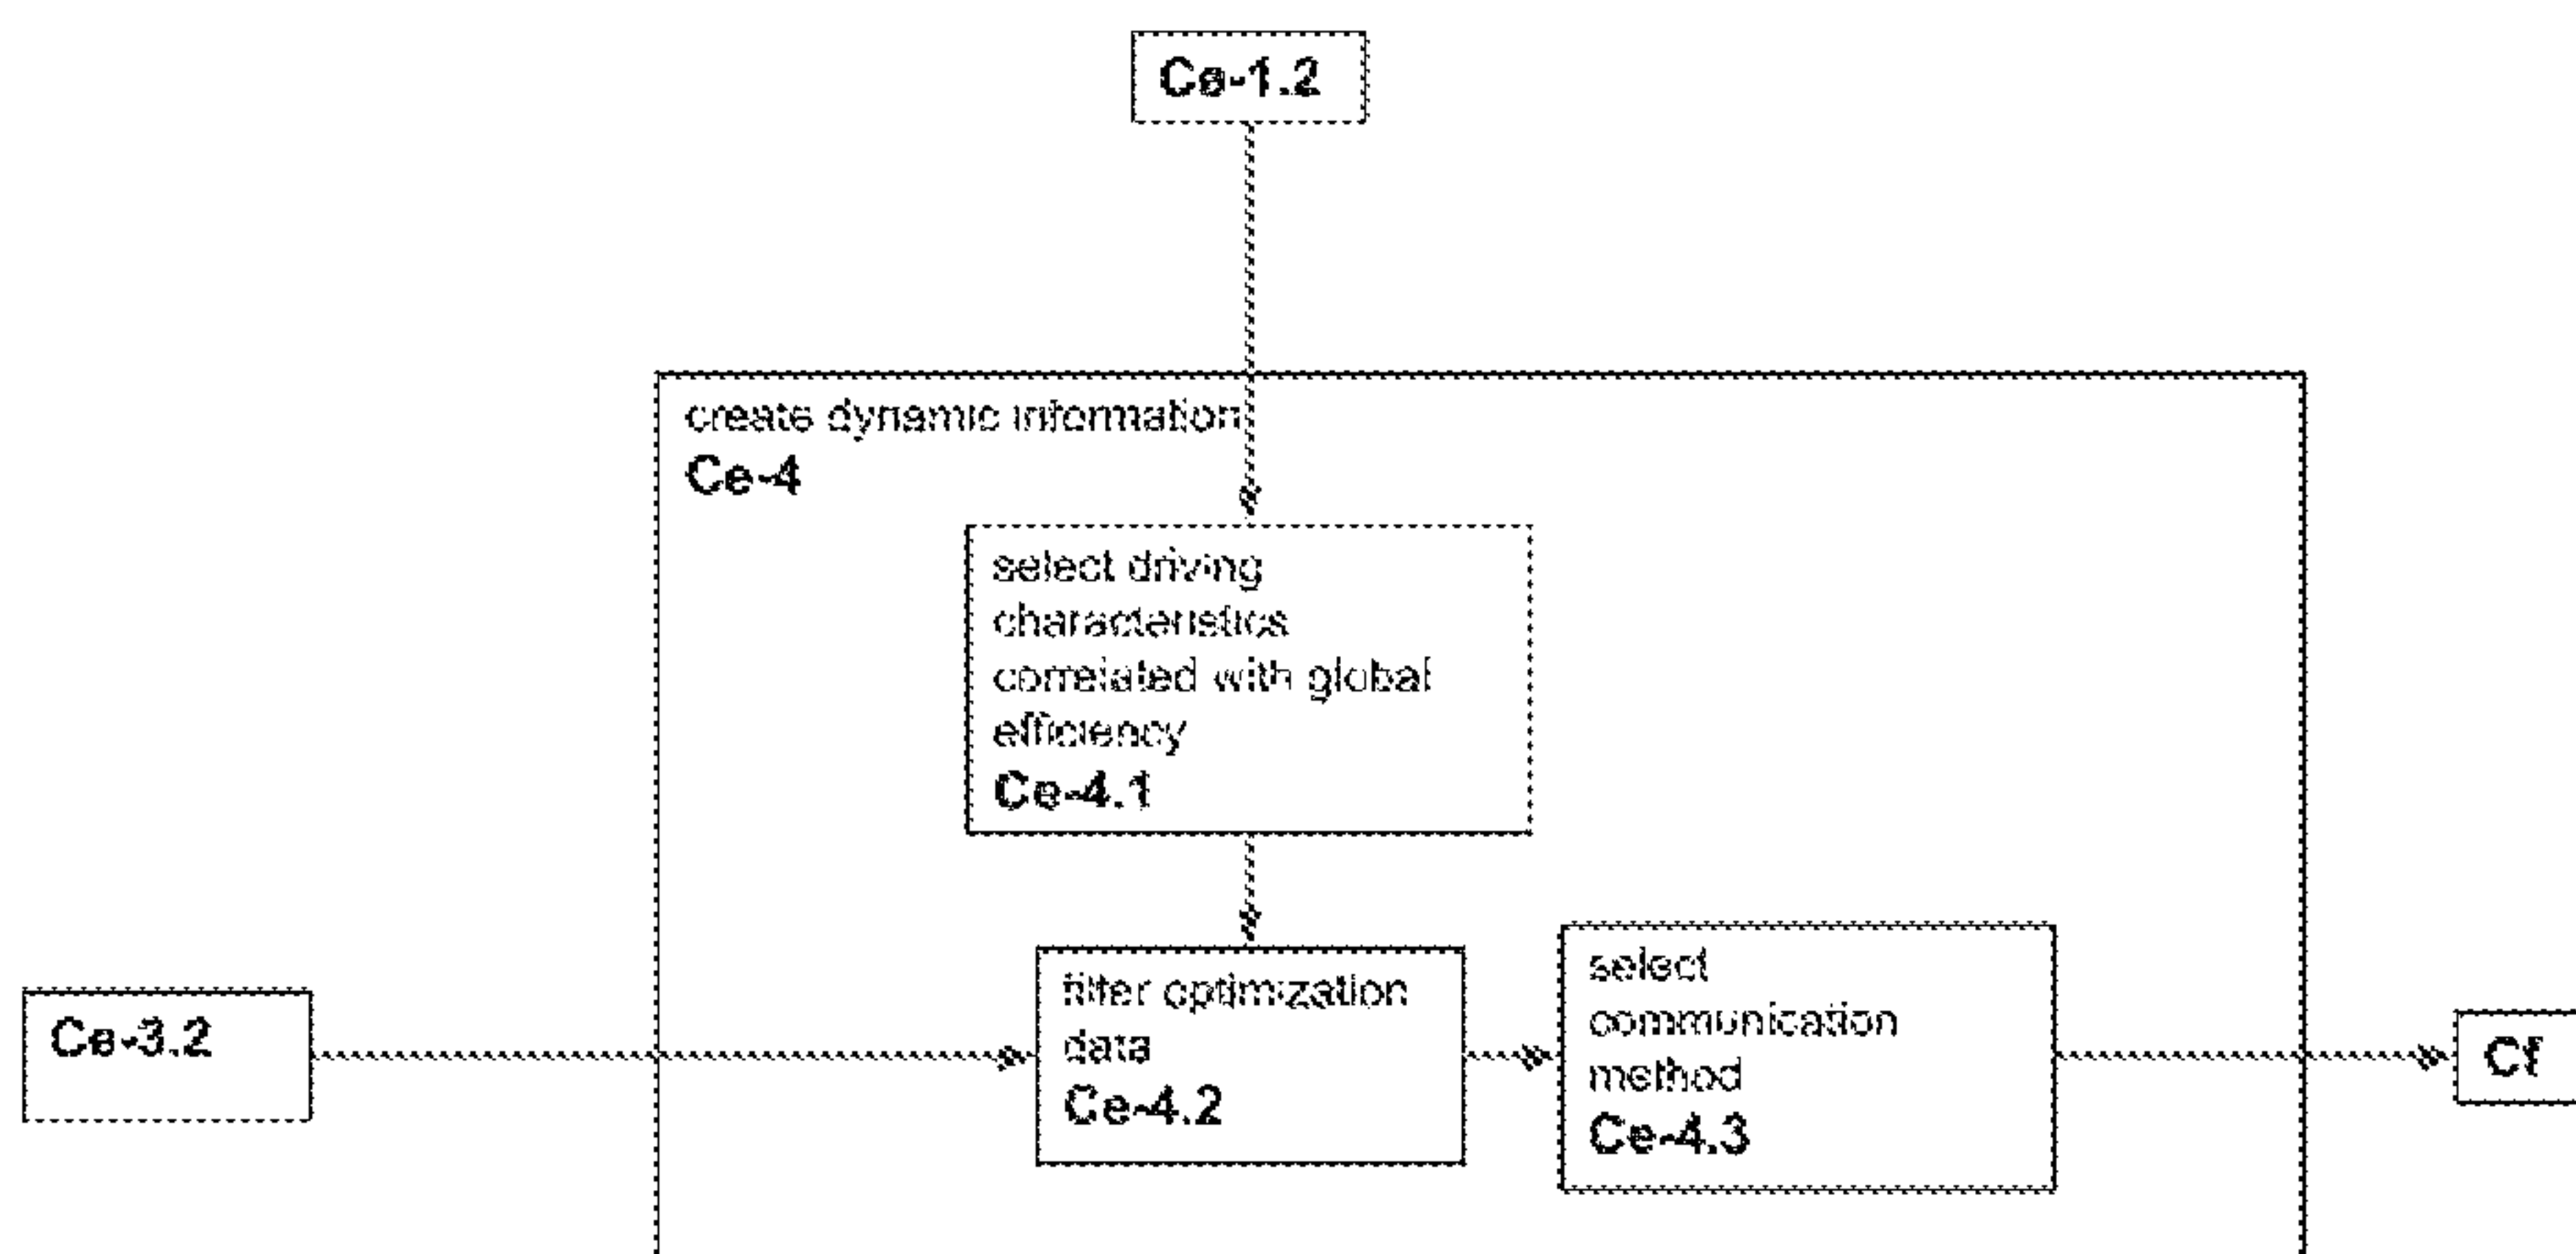 Ce-1.2
create dynamic information
Ce-4
select driving
characteristics
correlated with global
efficiency
Ce-4.1
filter optimization
data
Ce-4.2
select
communication
method
Ce-4.3
Ce-3.2
Cf